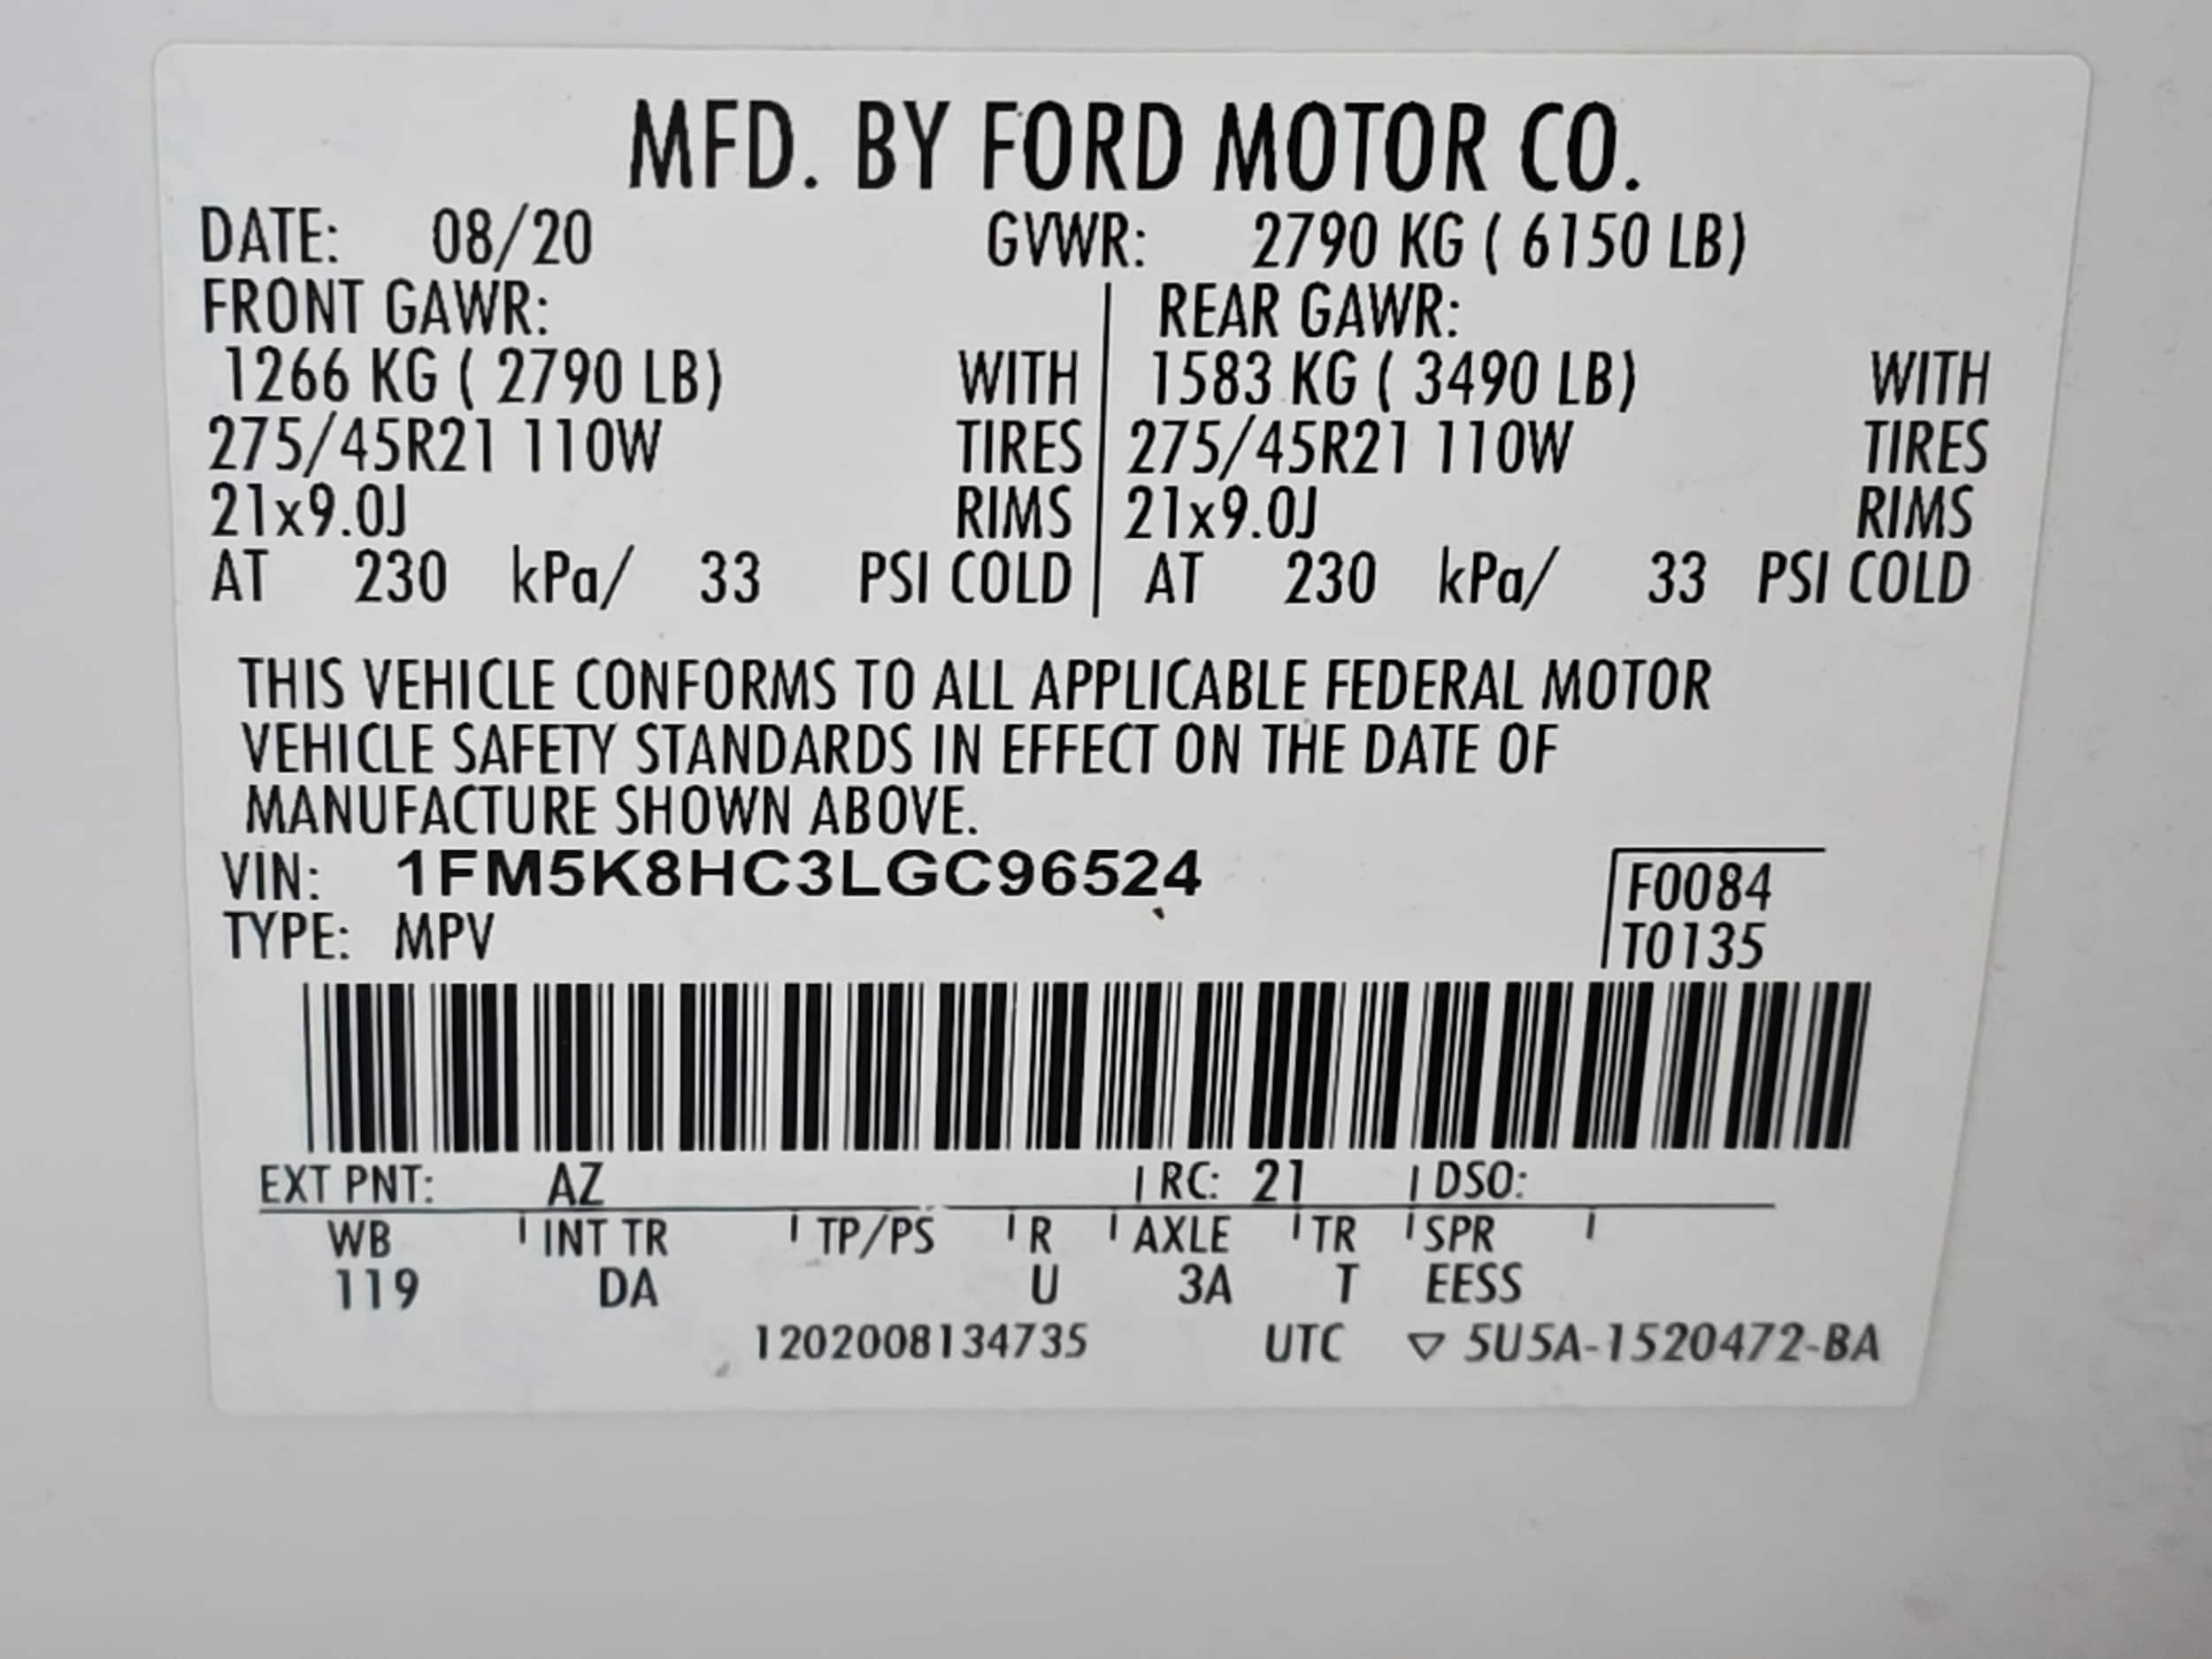 MFD. BY FORD MOTOR CO.
DATE: 08/20 GVWR: 2790 KG ( 6150 LB)
FRONT GAWR: REAR GAWR:
1266 KG ( 2790 LB) WITH 1583 KG ( 3490 LB) WITH
275/45R21 110W TIRES 275/45R21 110W TIRES
21x9.0J RIMS 21x9.0J RIMS
AT 230 kPa/ 33 PSI COLD AT 230 kPa/ 33 PSI COLD
THIS VEHICLE CONFORMS TO ALL APPLICABLE FEDERAL MOTOR
VEHICLE SAFETY STANDARDS IN EFFECT ON THE DATE OF
MANUFACTURE SHOWN ABOVE.
VIN: 1FM5K8HC3LGC96524 F0084
TYPE: MPV T0135
EXT PNT: AZ RC: 21 DSO:
WB INT TR TP/PS R AXLE TR SPR
119 DA U 3A T EESS
1202008134735 UTC ▽ 5U5A-1520472-BA